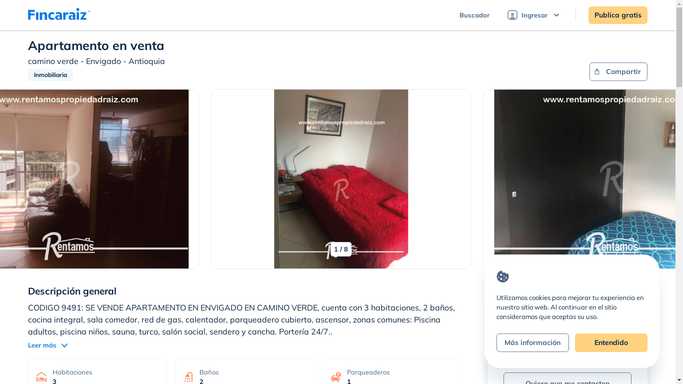 Fincaraiz
Buscador
Ingresar
Publica gratis
Apartamento en venta
camino verde - Envigado - Antioquia
Inmobiliaria
Compartir
www.rentamospropiedadraiz.com
www.rentamospropiedadraiz.com
www.rentamospropiedadraiz.com
R
R
R
Rentamos
Rentamos
1 / 8
Descripción general
CODIGO 9491: SE VENDE APARTAMENTO EN ENVIGADO EN CAMINO VERDE, cuenta con 3 habitaciones, 2 baños,
cocina integral, sala comedor, red de gas, calentador, parqueadero cubierto, ascensor, zonas comunes: Piscina
adultos, piscina niños, sauna, turco, salón social, sendero y cancha. Portería 24/7..
Leer más
Habitaciones
3
Baños
2
Parqueaderos
1
Utilizamos cookies para mejorar tu experiencia en
nuestro sitio web. Al continuar en el sitio
consideramos que aceptas su uso.
Más información
Entendido
Quiero que me contacten